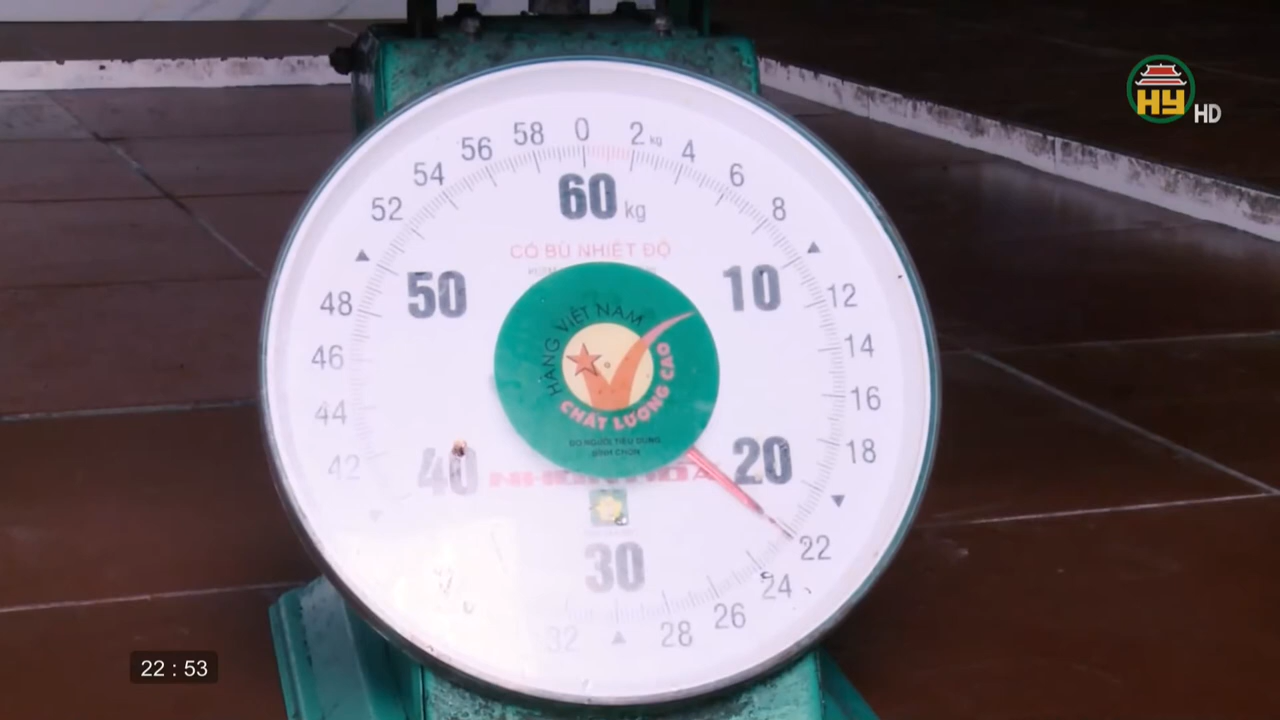 HY HD
0
2 kg
4
6
8
12
14
16
18
22
24
26
28
32
42
44
46
48
52
54
56
58
60 kg
10
20
30
40
50
CÓ BÙ NHIỆT ĐỘ
HÀNG VIỆT NAM
CHẤT LƯỢNG CAO
DO NGƯỜI TIÊU DÙNG
BÌNH CHỌN
22 : 53